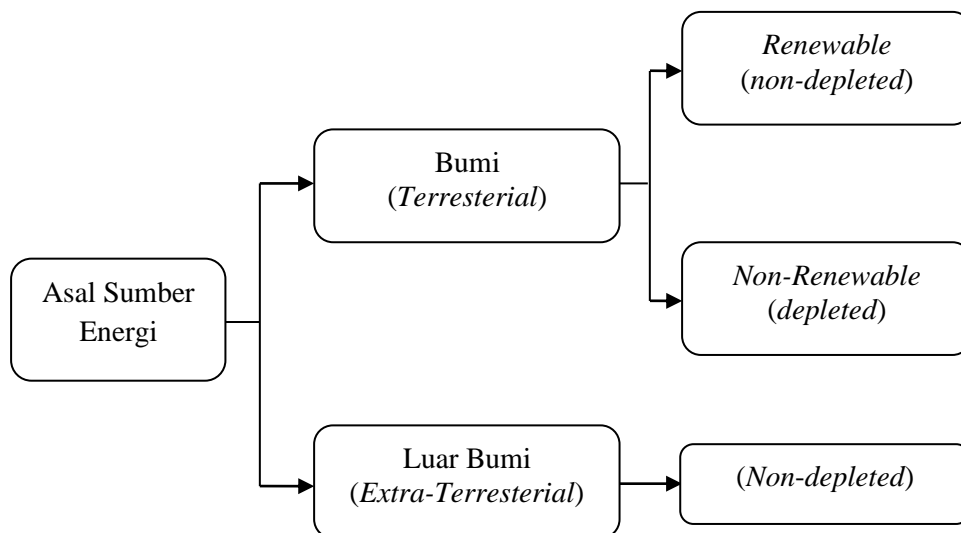 Asal Sumber
Energi
Bumi
(Terresterial)
Renewable
(non-depleted)
Non-Renewable
(depleted)
Luar Bumi
(Extra-Terresterial)
(Non-depleted)